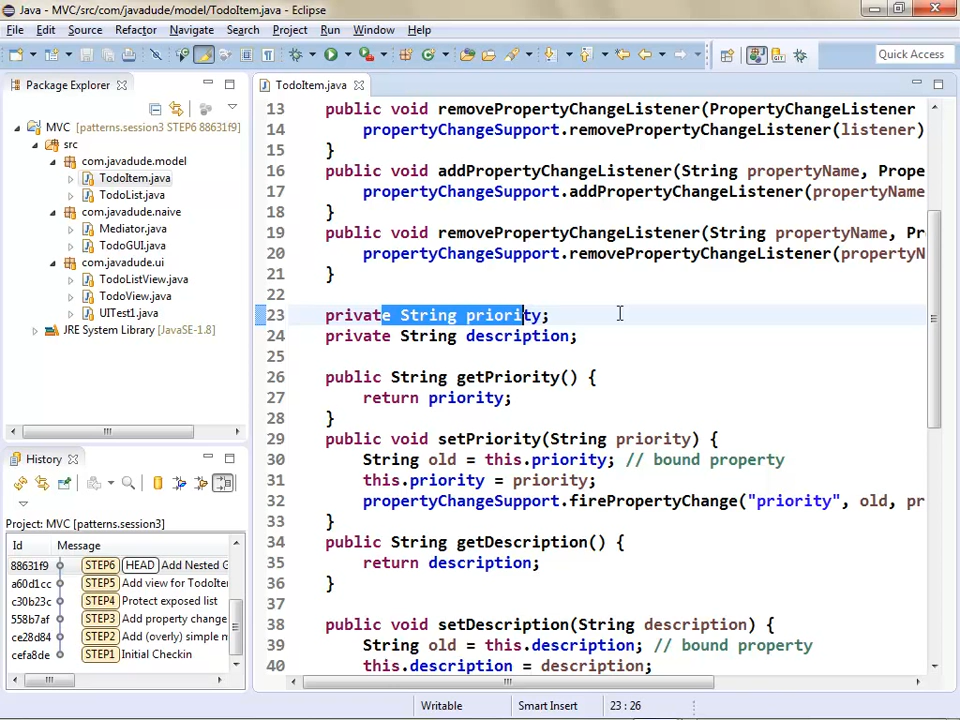 Java - MVC/src/com/javadude/model/TodoItem.java - Eclipse
File Edit Source Refactor Navigate Search Project Run Window Help
Quick Access
Package Explorer
MVC [patterns.session3 STEP6 88631f9]
src
com.javadude.model
TodoItem.java
TodoList.java
com.javadude.naive
Mediator.java
TodoGUI.java
com.javadude.ui
TodoListView.java
TodoView.java
UITest1.java
JRE System Library [JavaSE-1.8]
History
Project: MVC [patterns.session3]
Id Message
88631f9 STEP6 HEAD Add Nested G
a60d1cc STEP5 Add view for TodoIter
c30b23c STEP4 Protect exposed list
558b7af STEP3 Add property change
ce28d84 STEP2 Add (overly) simple m
cefa8de STEP1 Initial Checkin
TodoItem.java
13 public void removePropertyChangeListener(PropertyChangeListener
14 propertyChangeSupport.removePropertyChangeListener(listener)
15 }
16 public void addPropertyChangeListener(String propertyName, Prope
17 propertyChangeSupport.addPropertyChangeListener(propertyName
18 }
19 public void removePropertyChangeListener(String propertyName, Pr
20 propertyChangeSupport.removePropertyChangeListener(propertyN
21 }
22
23 private String priority;
24 private String description;
25
26 public String getPriority() {
27 return priority;
28 }
29 public void setPriority(String priority) {
30 String old = this.priority; // bound property
31 this.priority = priority;
32 propertyChangeSupport.firePropertyChange("priority", old, pr
33 }
34 public String getDescription() {
35 return description;
36 }
37
38 public void setDescription(String description) {
39 String old = this.description; // bound property
40 this.description = description;
Writable Smart Insert 23 : 26